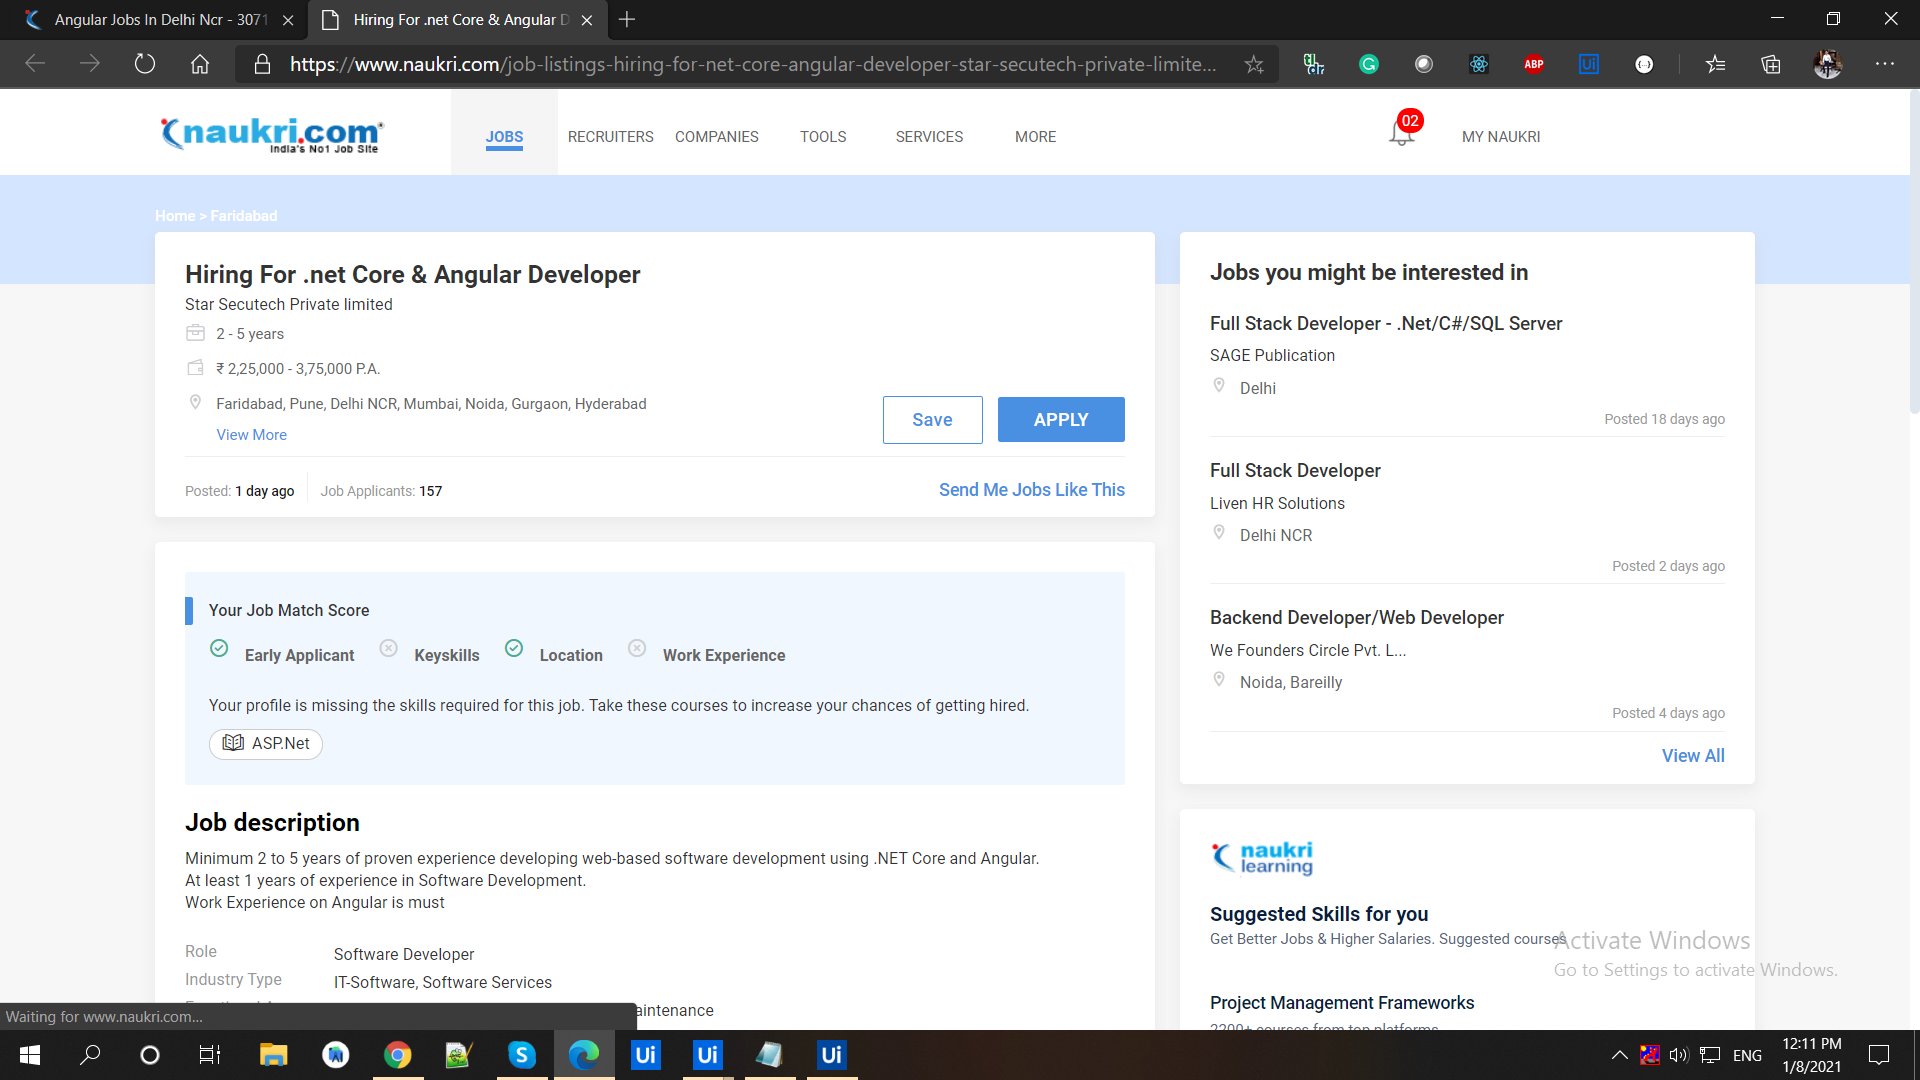 Angular Jobs In Delhi Ncr - 3071
Hiring For .net Core & Angular D
https://www.naukri.com/job-listings-hiring-for-net-core-angular-developer-star-secutech-private-limite...
ABP
Ui
naukri.com
India's No1 Job Site
JOBS
RECRUITERS
COMPANIES
TOOLS
SERVICES
MORE
02
MY NAUKRI
Home > Faridabad
Hiring For .net Core & Angular Developer
Star Secutech Private limited
2 - 5 years
₹ 2,25,000 - 3,75,000 P.A.
Faridabad, Pune, Delhi NCR, Mumbai, Noida, Gurgaon, Hyderabad
View More
Save
APPLY
Posted: 1 day ago
Job Applicants: 157
Send Me Jobs Like This
Your Job Match Score
Early Applicant
Keyskills
Location
Work Experience
Your profile is missing the skills required for this job. Take these courses to increase your chances of getting hired.
ASP.Net
Job description
Minimum 2 to 5 years of proven experience developing web-based software development using .NET Core and Angular.
At least 1 years of experience in Software Development.
Work Experience on Angular is must
Role
Software Developer
Industry Type
IT-Software, Software Services
aintenance
Jobs you might be interested in
Full Stack Developer - .Net/C#/SQL Server
SAGE Publication
Delhi
Posted 18 days ago
Full Stack Developer
Liven HR Solutions
Delhi NCR
Posted 2 days ago
Backend Developer/Web Developer
We Founders Circle Pvt. L...
Noida, Bareilly
Posted 4 days ago
View All
naukri
learning
Suggested Skills for you
Get Better Jobs & Higher Salaries. Suggested courses
Project Management Frameworks
2200+ courses from top platforms
Activate Windows
Go to Settings to activate Windows.
Waiting for www.naukri.com...
Ui
Ui
Ui
ENG
12:11 PM
1/8/2021